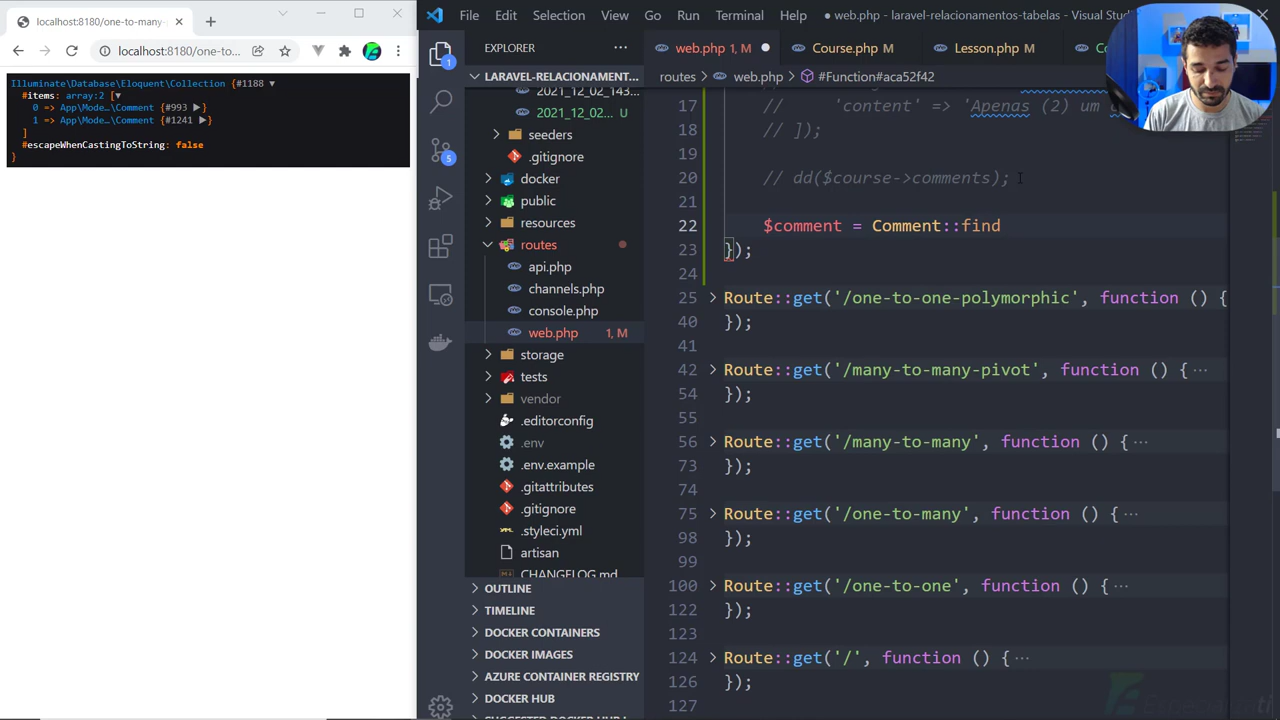 localhost:8180/one-to-many-
localhost:8180/one-to...
Illuminate\Database\Eloquent\Collection {#1188 ▼
#items: array:2 [▼
0 => App\Mode…\Comment {#993 ▶}
1 => App\Mode…\Comment {#1241 ▶}
]
#escapeWhenCastingToString: false
}
File Edit Selection View Go Run Terminal Help
● web.php - laravel-relacionamentos-tabelas - Visual Stud
EXPLORER
LARAVEL-RELACIONAMENT...
2021_12_02_143...
2021_12_02... U
seeders
.gitignore
docker
public
resources
routes
api.php
channels.php
console.php
web.php 1, M
storage
tests
vendor
.editorconfig
.env
.env.example
.gitattributes
.gitignore
.styleci.yml
artisan
CHANGELOG.md
OUTLINE
TIMELINE
DOCKER CONTAINERS
DOCKER IMAGES
AZURE CONTAINER REGISTRY
DOCKER HUB
SUGGESTED DOCKER HUB I
web.php 1, M
Course.php M
Lesson.php M
routes > web.php > #Function#aca52f42
17 // 'content' => 'Apenas (2) um
18 // ]);
19
20 // dd($course->comments);
21
22 $comment = Comment::find
23 });
24
25 Route::get('/one-to-one-polymorphic', function () {
40 });
41
42 Route::get('/many-to-many-pivot', function () { ...
54 });
55
56 Route::get('/many-to-many', function () { ...
73 });
74
75 Route::get('/one-to-many', function () { ...
98 });
99
100 Route::get('/one-to-one', function () { ...
122 });
123
124 Route::get('/', function () { ...
126 });
127